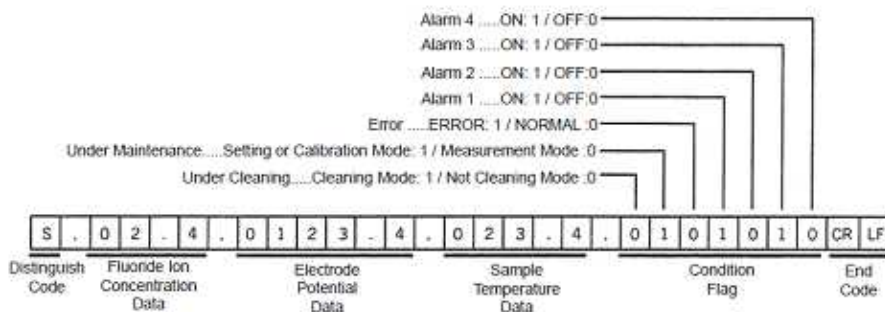 Alarm 4 .....ON: 1 / OFF:0
Alarm 3 .....ON: 1 / OFF:0
Alarm 2 .....ON: 1 / OFF:0
Alarm 1 .....ON: 1 / OFF:0
Error .....ERROR: 1 / NORMAL :0
Under Maintenance.....Setting or Calibration Mode: 1 / Measurement Mode :0
Under Cleaning.....Cleaning Mode: 1 / Not Cleaning Mode :0
S . 0 2 . 4 . 0 1 2 3 . 4 . 0 2 3 . 4 . 0 1 0 1 0 1 0 CR LF
Distinguish Code
Fluoride Ion
Concentration
Data
Electrode
Potential
Data
Sample
Temperature
Data
Condition
Flag
End
Code